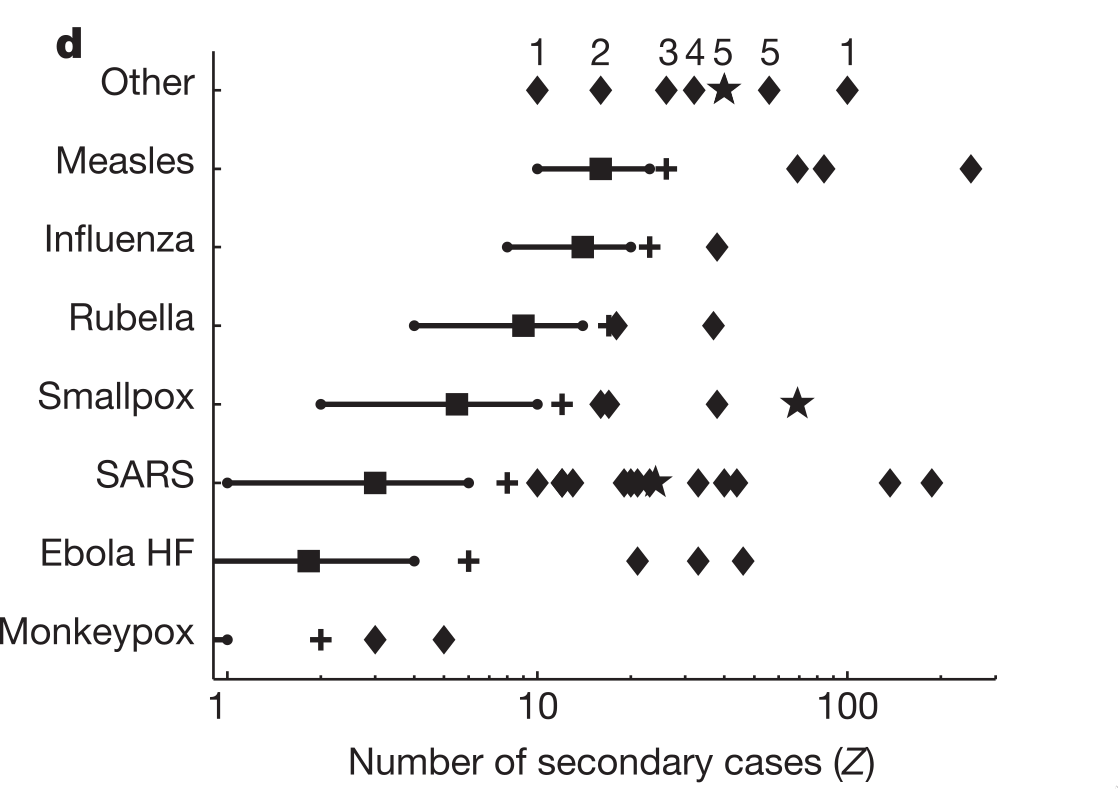 d
1 2 3 4 5 5 1
Other
Measles
Influenza
Rubella
Smallpox
SARS
Ebola HF
Monkeypox
1 10 100
Number of secondary cases (Z)